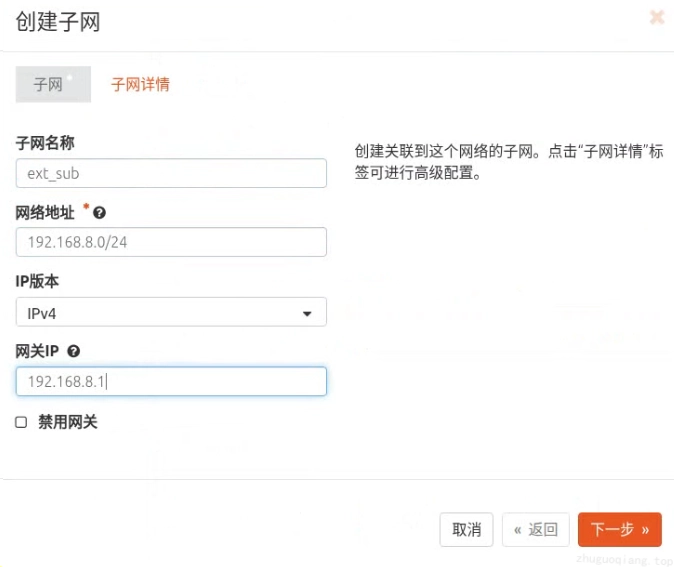 创建子网
子网 *
子网详情
子网名称
ext_sub
创建关联到这个网络的子网。点击“子网详情”标
签可进行高级配置。
网络地址 *
192.168.8.0/24
IP版本
IPv4
网关IP
192.168.8.1
禁用网关
取消
« 返回
下一步 »
zhuguoqiang.top